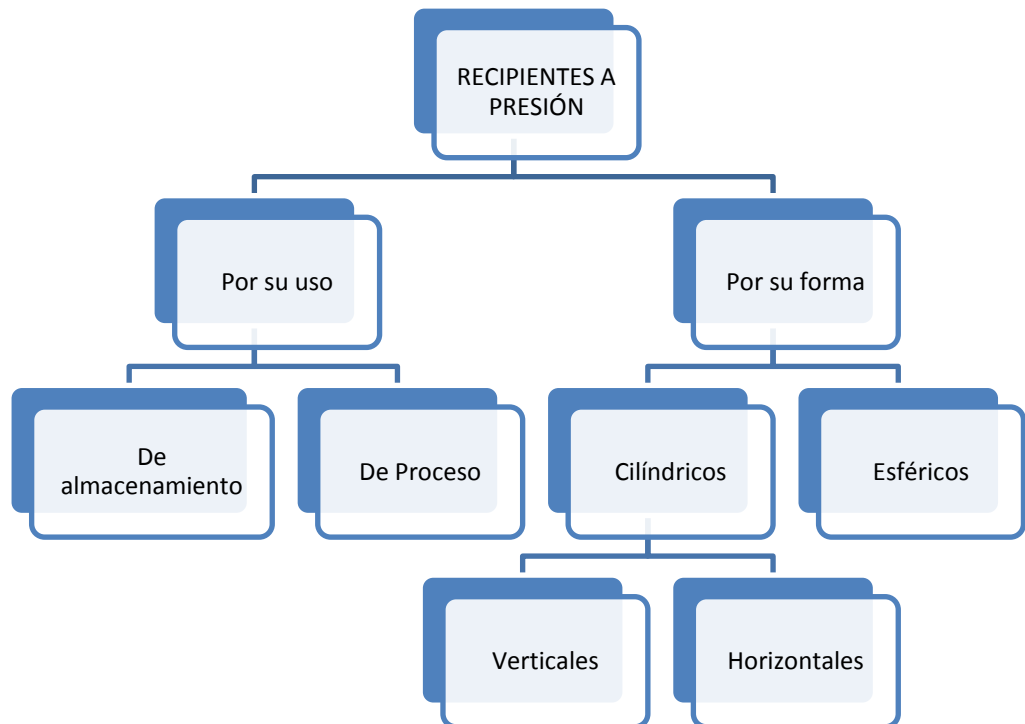 RECIPIENTES A
PRESIÓN
Por su uso
Por su forma
De
almacenamiento
De Proceso
Cilíndricos
Esféricos
Verticales
Horizontales